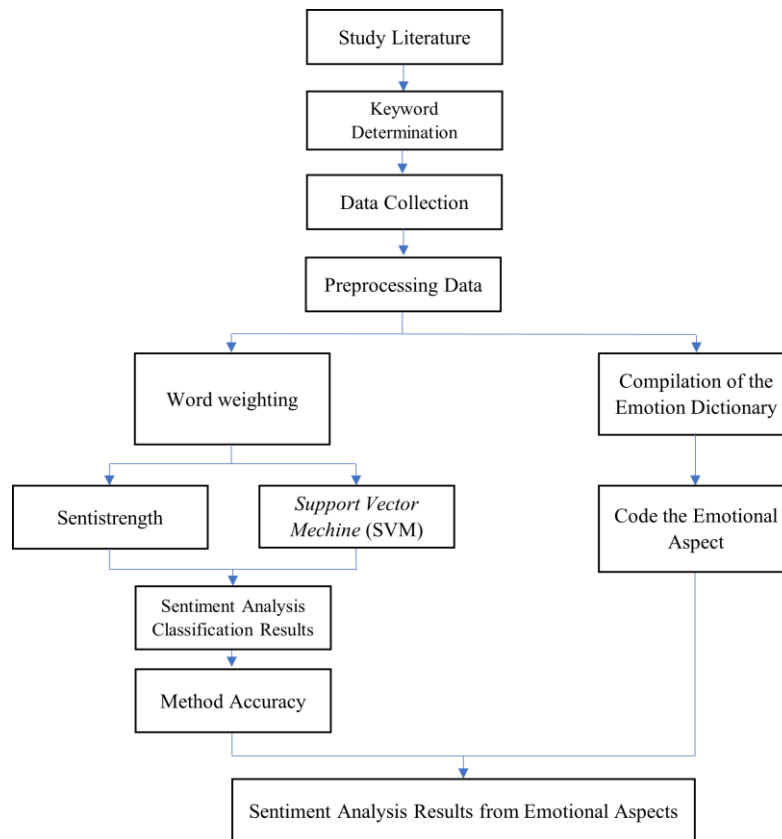 Study Literature
Keyword
Determination
Data Collection
Preprocessing Data
Word weighting
Compilation of the
Emotion Dictionary
Sentistrength
Support Vector
Mechine (SVM)
Code the Emotional
Aspect
Sentiment Analysis
Classification Results
Method Accuracy
Sentiment Analysis Results from Emotional Aspects